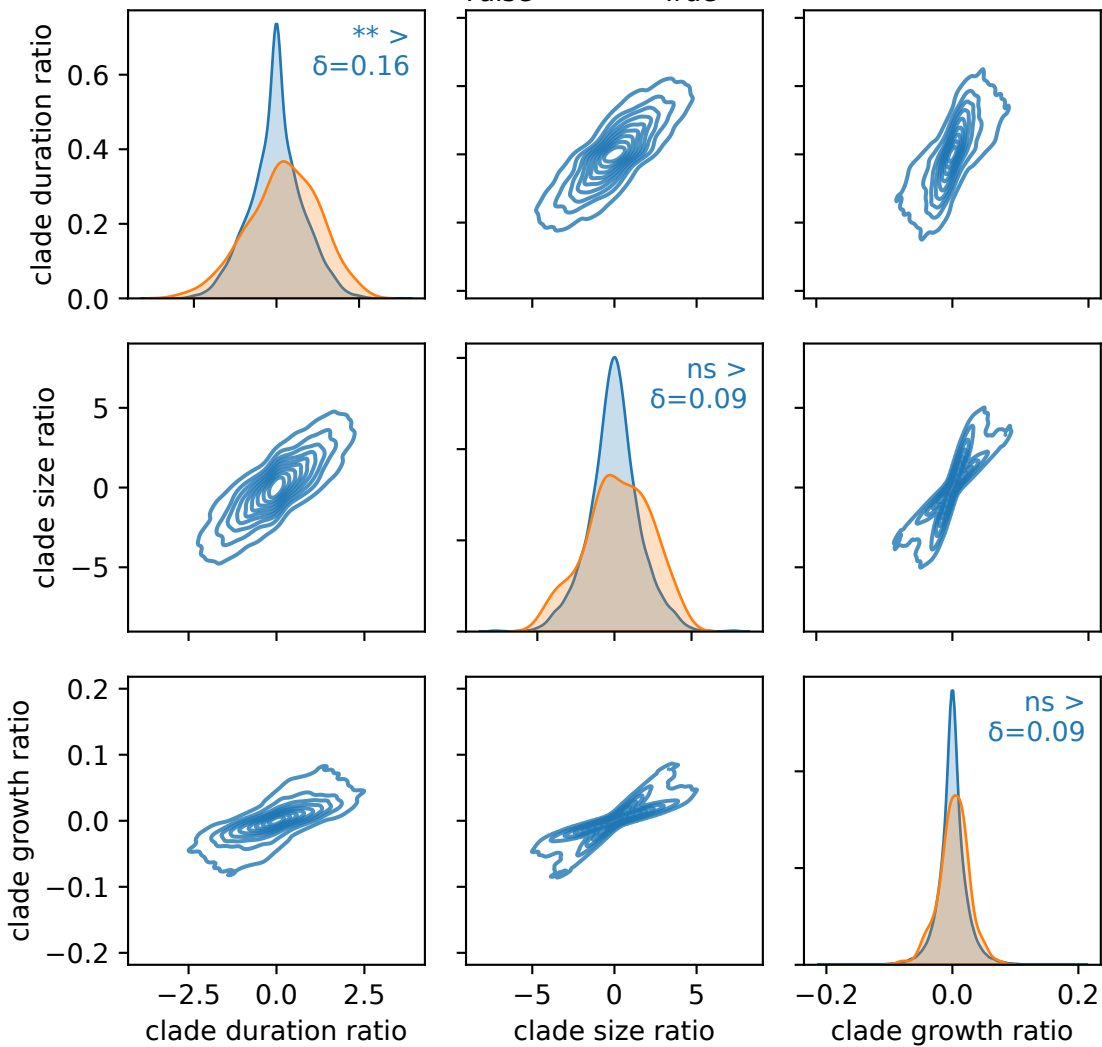 clade duration ratio
0.6
0.4
0.2
0.0
** >
δ=0.16
clade size ratio
5
0
−5
ns >
δ=0.09
clade growth ratio
0.2
0.1
0.0
−0.1
−0.2
ns >
δ=0.09
−2.5 0.0 2.5
−5 0 5
−0.2 0.0 0.2
clade duration ratio
clade size ratio
clade growth ratio